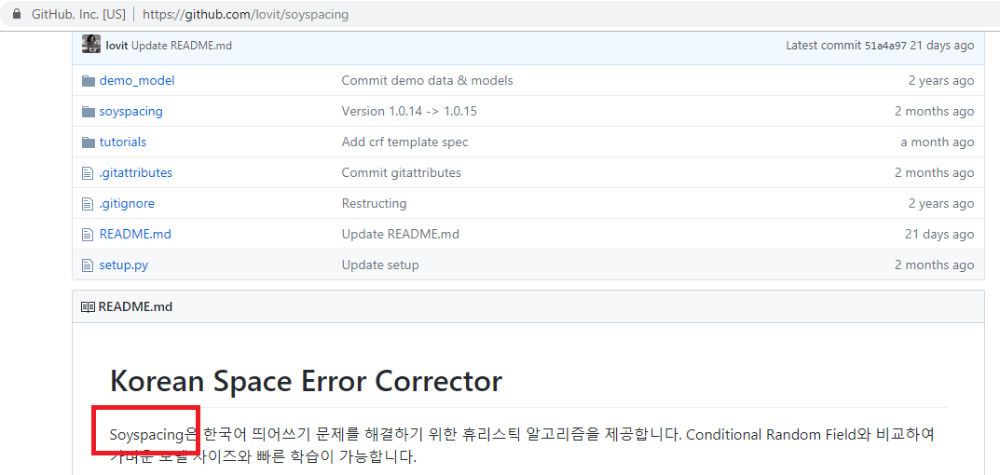 GitHub, Inc. [US] https://github.com/lovit/soyspacing
lovit Update README.md Latest commit 51a4a97 21 days ago
demo_model Commit demo data & models 2 years ago
soyspacing Version 1.0.14 -> 1.0.15 2 months ago
tutorials Add crf template spec a month ago
.gitattributes Commit gitattributes 2 months ago
.gitignore Restructing 2 years ago
README.md Update README.md 21 days ago
setup.py Update setup 2 months ago
README.md
Korean Space Error Corrector
Soyspacing은 한국어 띄어쓰기 문제를 해결하기 위한 휴리스틱 알고리즘을 제공합니다. Conditional Random Field와 비교하여
가벼운 모델 사이즈와 빠른 학습이 가능합니다.